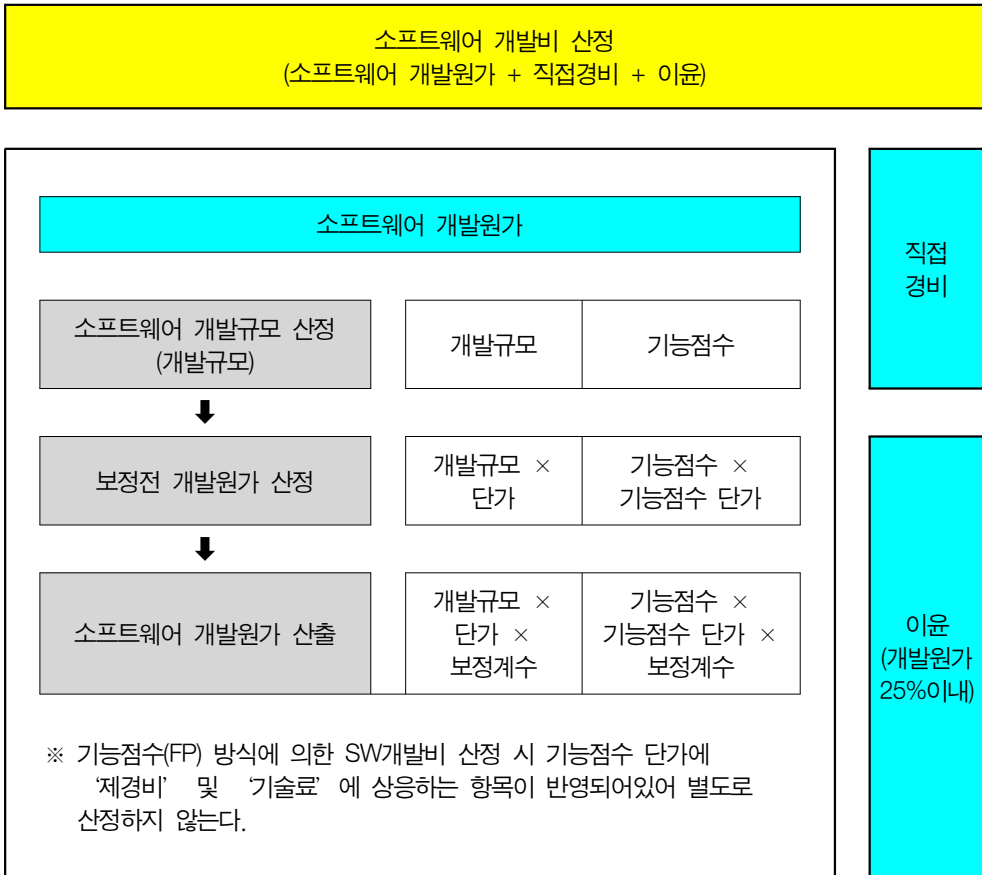 소프트웨어 개발비 산정
(소프트웨어 개발원가 + 직접경비 + 이윤)
소프트웨어 개발원가
소프트웨어 개발규모 산정
(개발규모)
개발규모
기능점수
보정전 개발원가 산정
개발규모 ×
단가
기능점수 ×
기능점수 단가
소프트웨어 개발원가 산출
개발규모 ×
단가 ×
보정계수
기능점수 ×
기능점수 단가 ×
보정계수
※ 기능점수(FP) 방식에 의한 SW개발비 산정 시 기능점수 단가에
‘제경비’ 및 ‘기술료’에 상응하는 항목이 반영되어있어 별도로
산정하지 않는다.
직접
경비
이윤
(개발원가
25%이내)